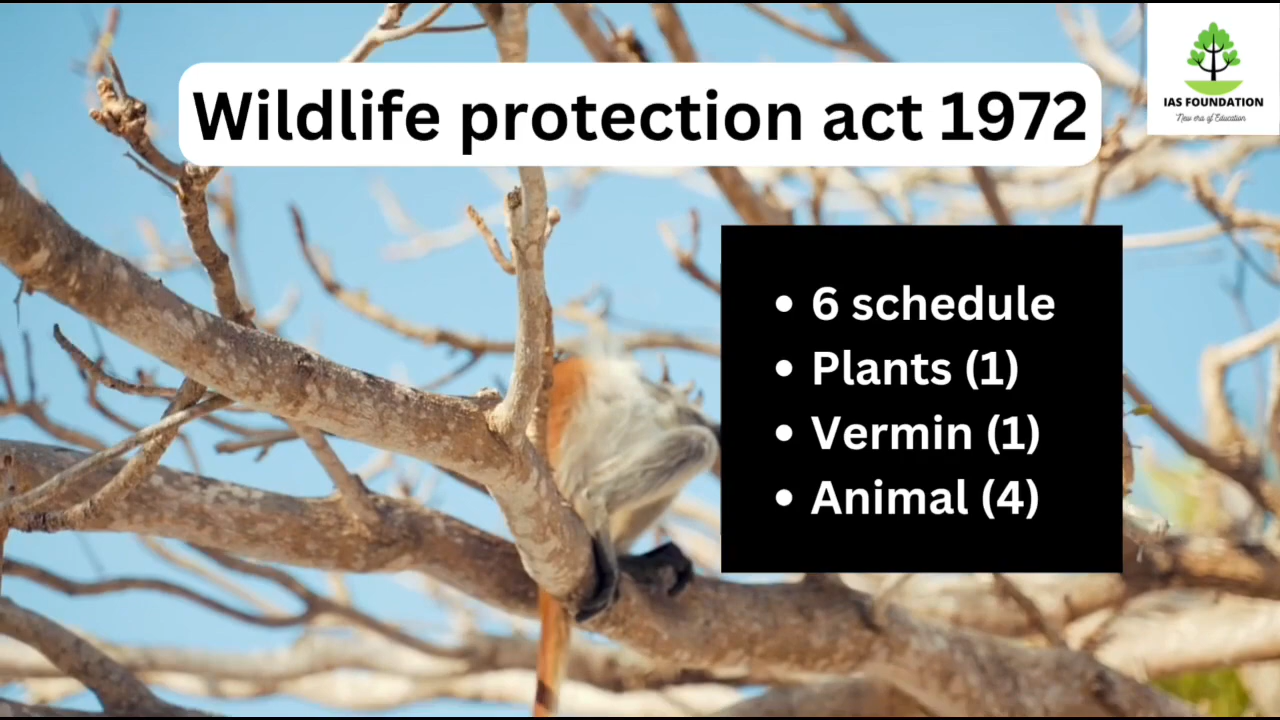 Wildlife protection act 1972
IAS FOUNDATION
New era of Education
• 6 schedule
• Plants (1)
• Vermin (1)
• Animal (4)